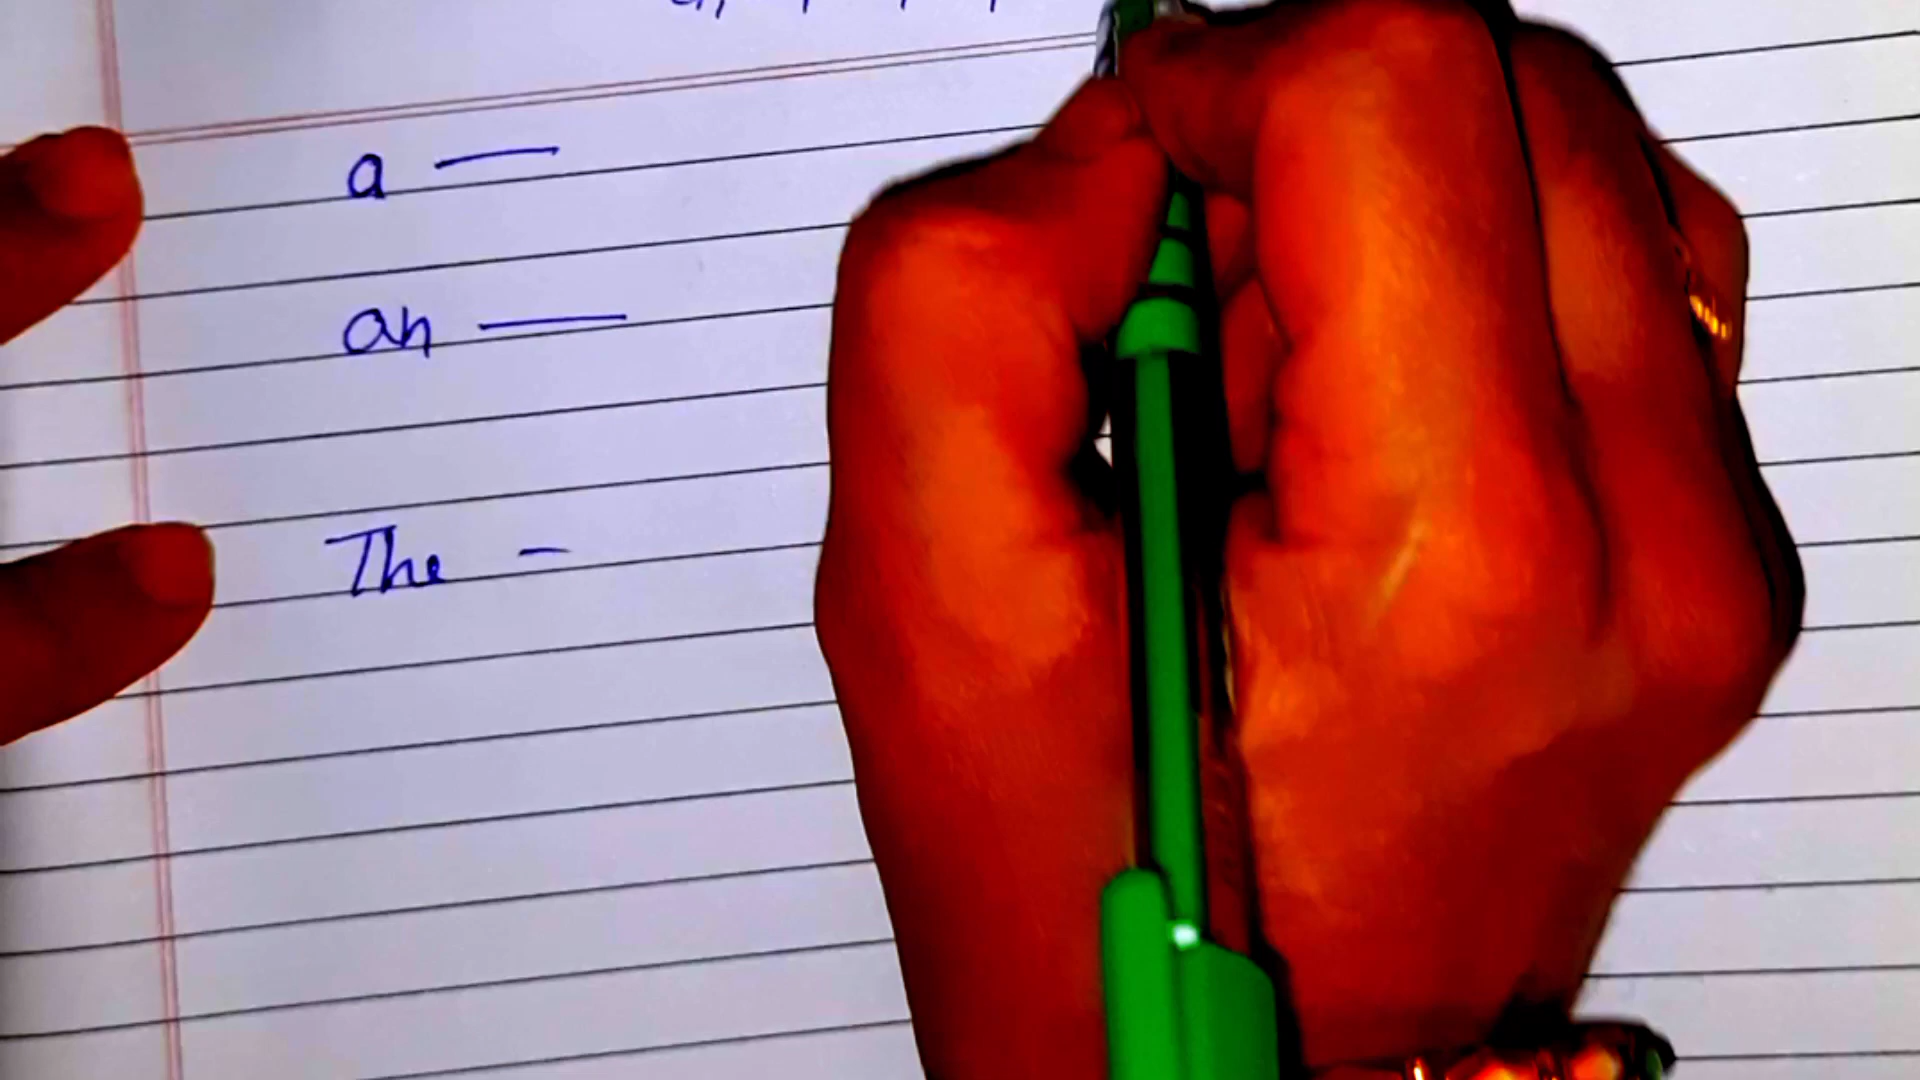 a —
an —
The -